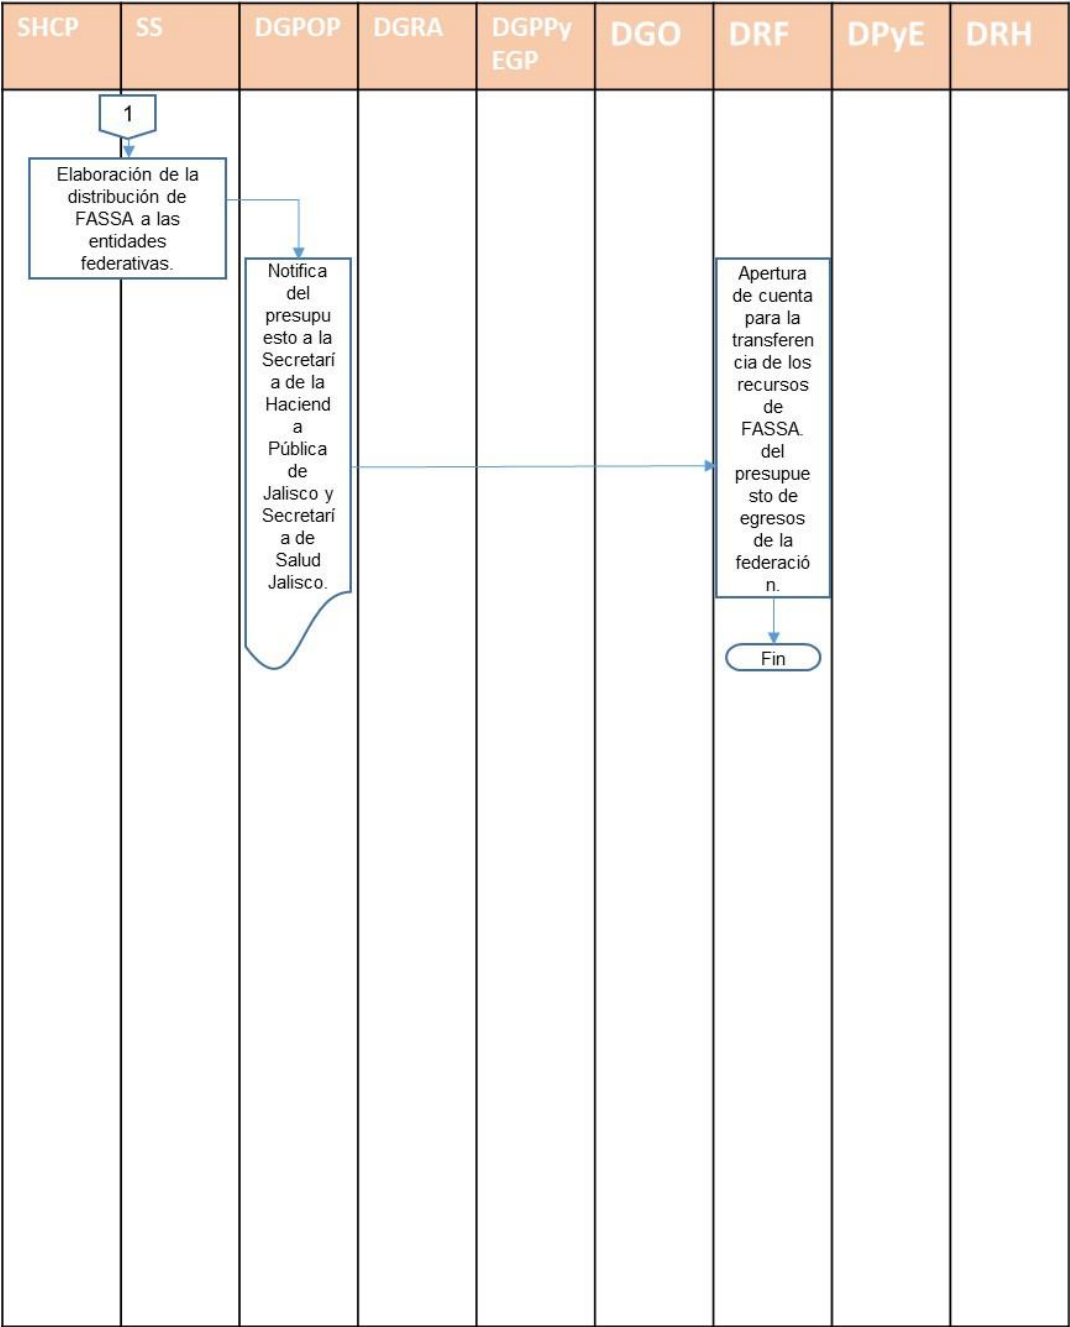 SHCP
SS
DGPOP
DGRA
DGPPy
EGP
DGO
DRF
DPyE
DRH
1
Elaboración de la
distribución de
FASSA a las
entidades
federativas.
Notifica
del
presupu
esto a la
Secretarí
a de la
Haciend
a
Pública
de
Jalisco y
Secretarí
a de
Salud
Jalisco.
Apertura
de cuenta
para la
transferen
cia de los
recursos
de
FASSA.
del
presupue
sto de
egresos
de la
federació
n.
Fin